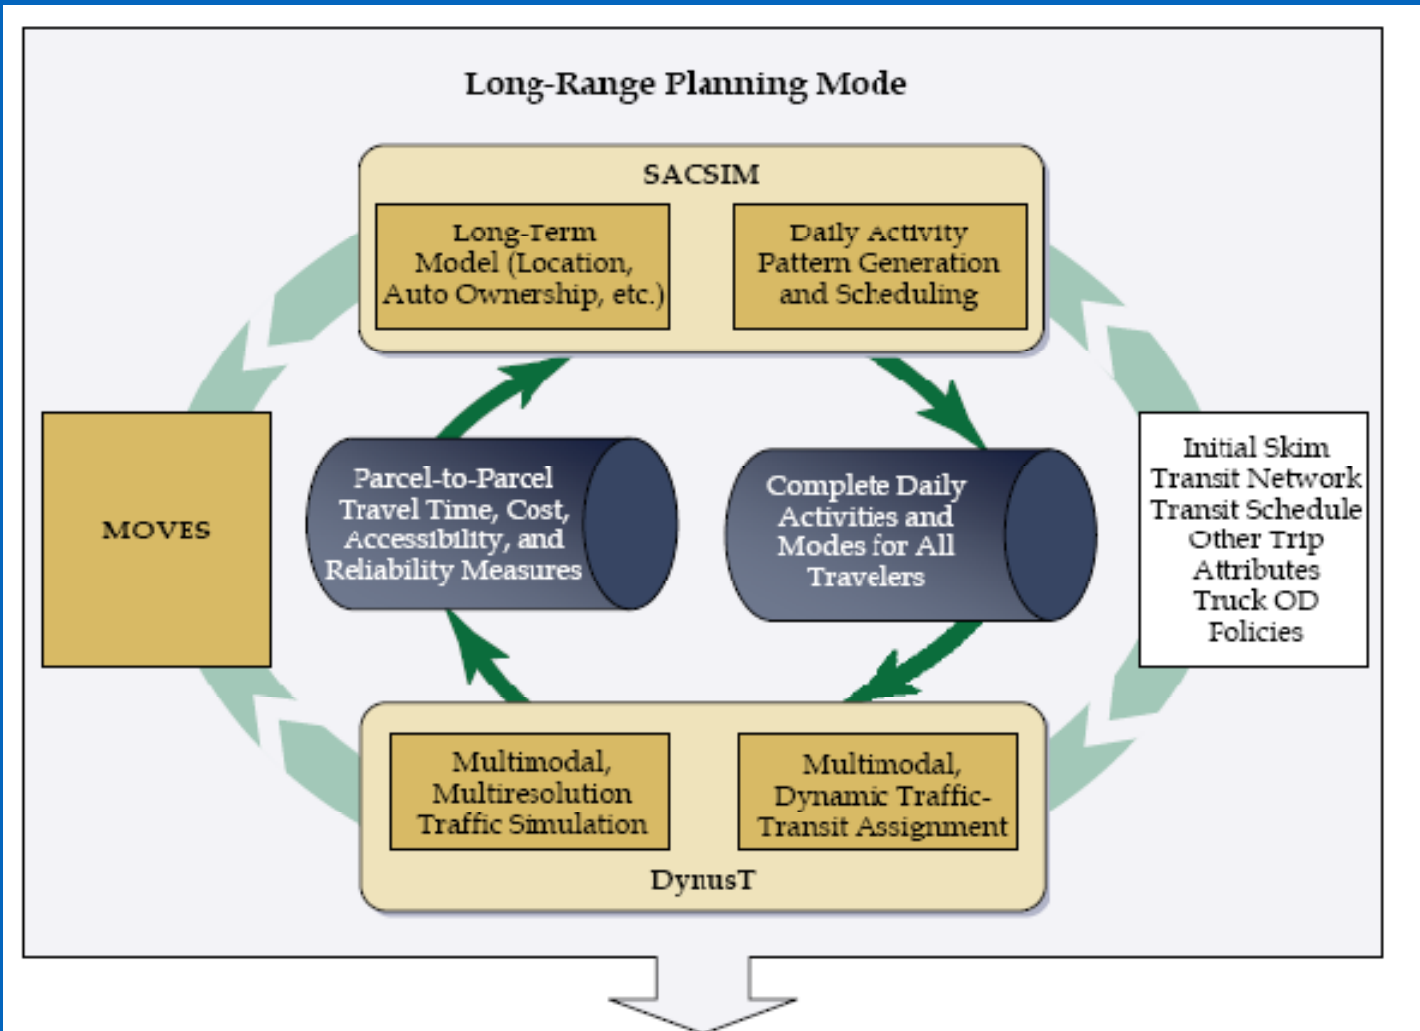 Long-Range Planning Mode
SACSIM
Long-Term
Model (Location,
Auto Ownership, etc.)
Daily Activity
Pattern Generation
and Scheduling
MOVES
Parcel-to-Parcel
Travel Time, Cost,
Accessibility, and
Reliability Measures
Complete Daily
Activities and
Modes for All
Travelers
Initial Skim
Transit Network
Transit Schedule
Other Trip
Attributes
Truck OD
Policies
Multimodal,
Multiresolution
Traffic Simulation
Multimodal,
Dynamic Traffic-
Transit Assignment
DynusT